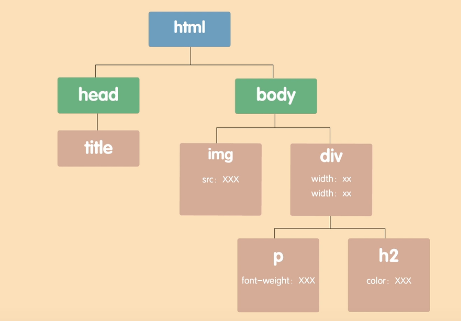 html
head
body
title
img
src: XXX
div
width: xx
width: xx
p
font-weight: XXX
h2
color: XXX